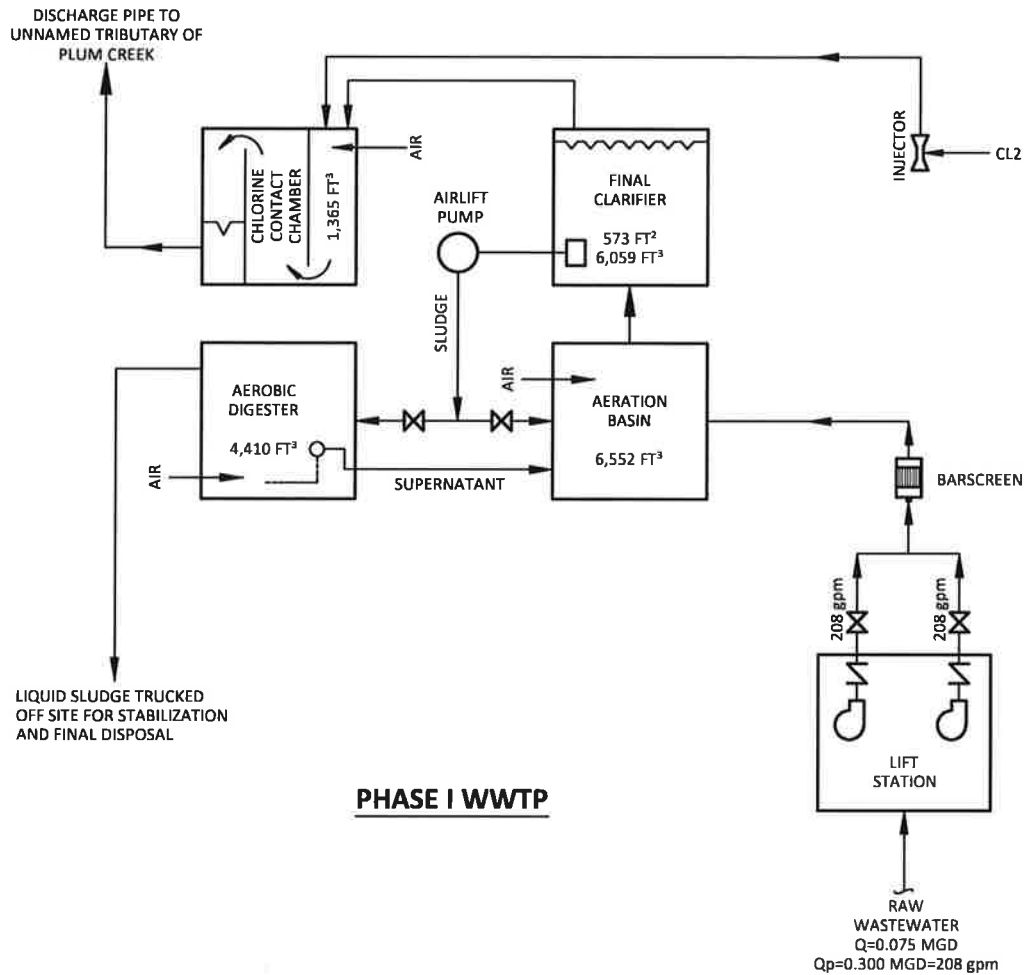 DISCHARGE PIPE TO
UNNAMED TRIBUTARY OF
PLUM CREEK
AIR
CHLORINE
CONTACT
CHAMBER
1,365 FT³
AIRLIFT
PUMP
FINAL
CLARIFIER
573 FT²
6,059 FT³
INJECTOR
CL2
SLUDGE
AEROBIC
DIGESTER
4,410 FT³
AIR
SUPERNATANT
AIR
AERATION
BASIN
6,552 FT³
BARSCREEN
208 gpm
208 gpm
LIFT
STATION
LIQUID SLUDGE TRUCKED
OFF SITE FOR STABILIZATION
AND FINAL DISPOSAL
PHASE I WWTP
RAW
WASTEWATER
Q=0.075 MGD
Qp=0.300 MGD=208 gpm